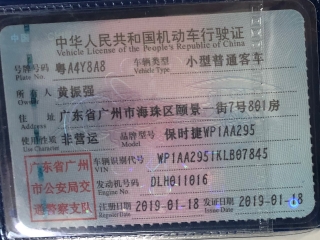 中华人民共和国机动车行驶证
Vehicle License of the People's Republic of China
号牌号码 粤A4Y8A8 车辆类型 小型普通客车
Plate No. Vehicle Type
所有人 黄振强
Owner
住址 广东省广州市海珠区颐景一街7号801房
Address
使用性质 非营运 品牌型号 保时捷WP1AA295
Use Character Model
广东省广州市公安局交通警察支队
车辆识别代号 WP1AA2951KLB07845
VIN
发动机号码 DLH011016
Engine No.
注册日期 2019-01-18 发证日期 2019-01-18
Register Date Issue Date